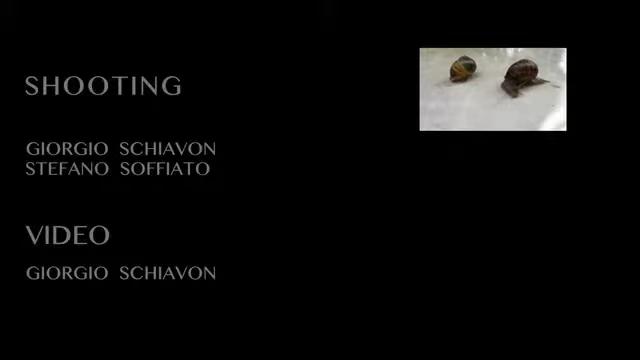 SHOOTING
GIORGIO SCHIAVON
STEFANO SOFFIATO
VIDEO
GIORGIO SCHIAVON